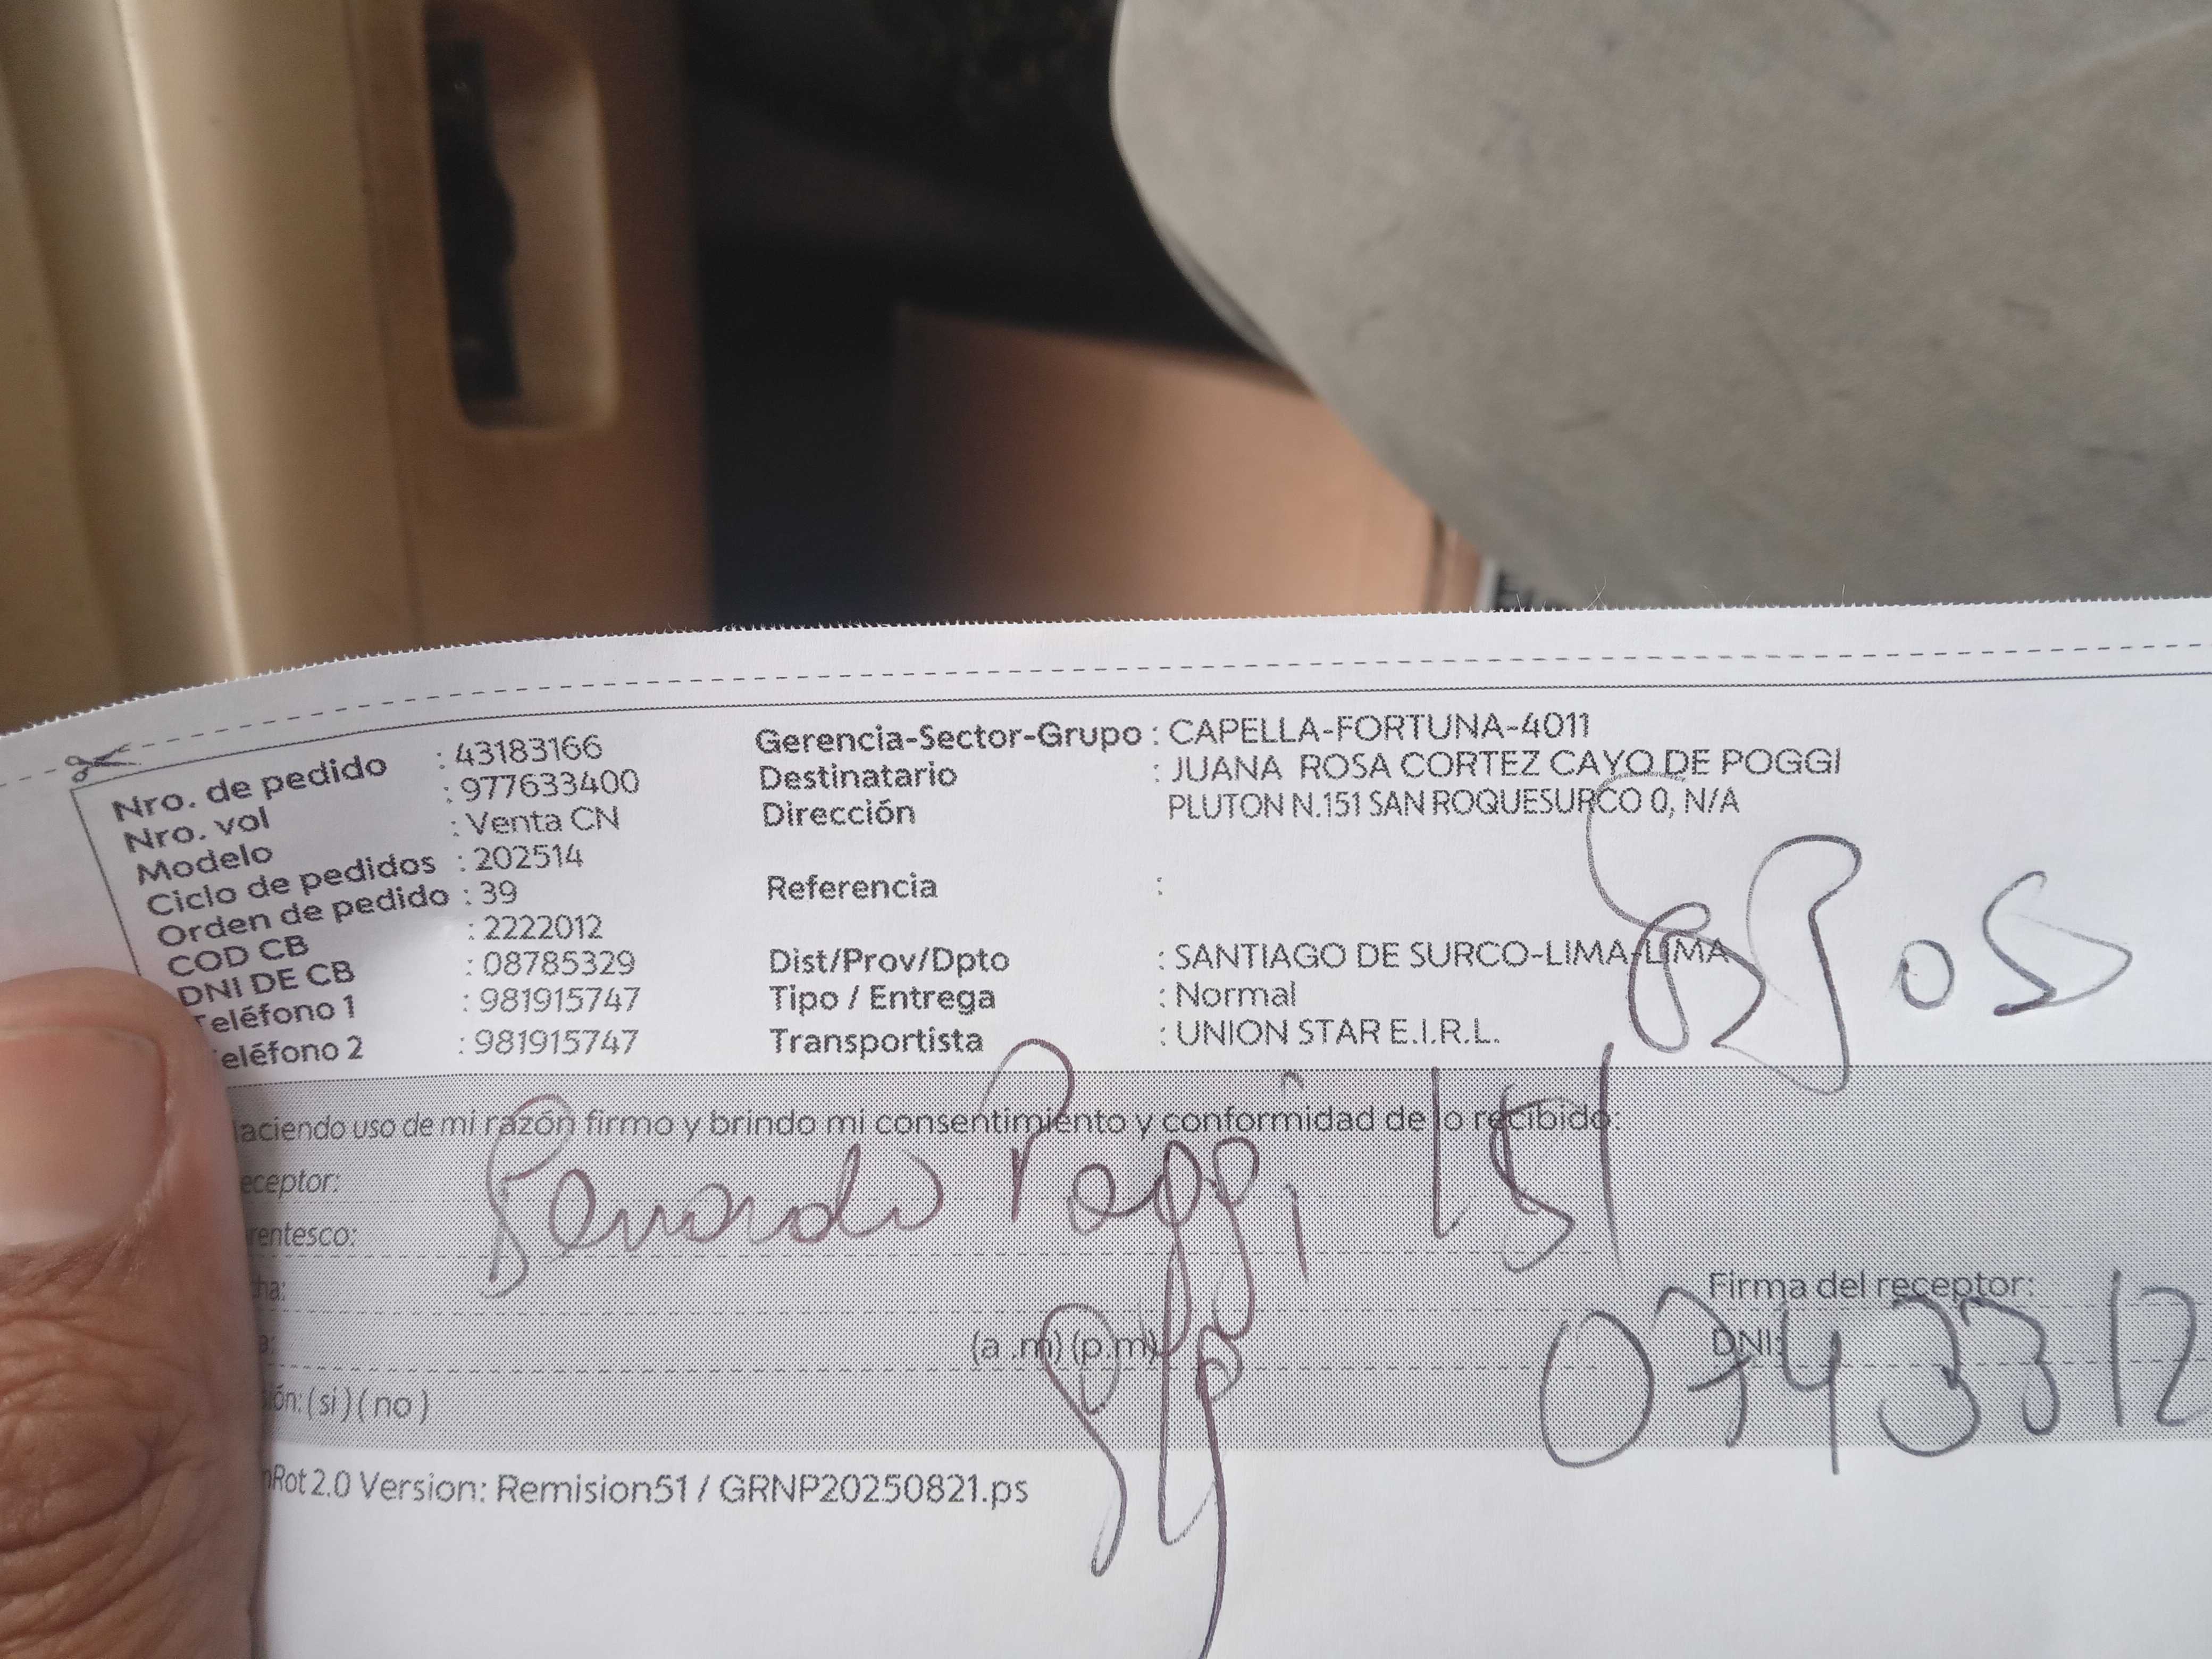 Nro. de pedido : 43183166
Nro. vol : 977633400
Modelo : Venta CN
Ciclo de pedidos : 202514
Orden de pedido : 39
COD CB : 2222012
DNI DE CB : 08785329
Teléfono 1 : 981915747
eléfono 2 : 981915747
Gerencia-Sector-Grupo : CAPELLA-FORTUNA-4011
Destinatario : JUANA ROSA CORTEZ CAYO DE POGGI
Dirección PLUTON N.151 SAN ROQUESURCO 0, N/A
Referencia :
Dist/Prov/Dpto : SANTIAGO DE SURCO-LIMA-LIMA
Tipo / Entrega : Normal
Transportista : UNION STAR E.I.R.L.
aciendo uso de mi razón firmo y brindo mi consentimiento y conformidad de lo recibido:
eceptor:
Poggi 151
rentesco:
ha:
Firma del receptor:
a: (a .m) (p.m)
DNI: 0743312
ión: ( si ) ( no )
Rot 2.0 Version: Remision51 / GRNP20250821.ps